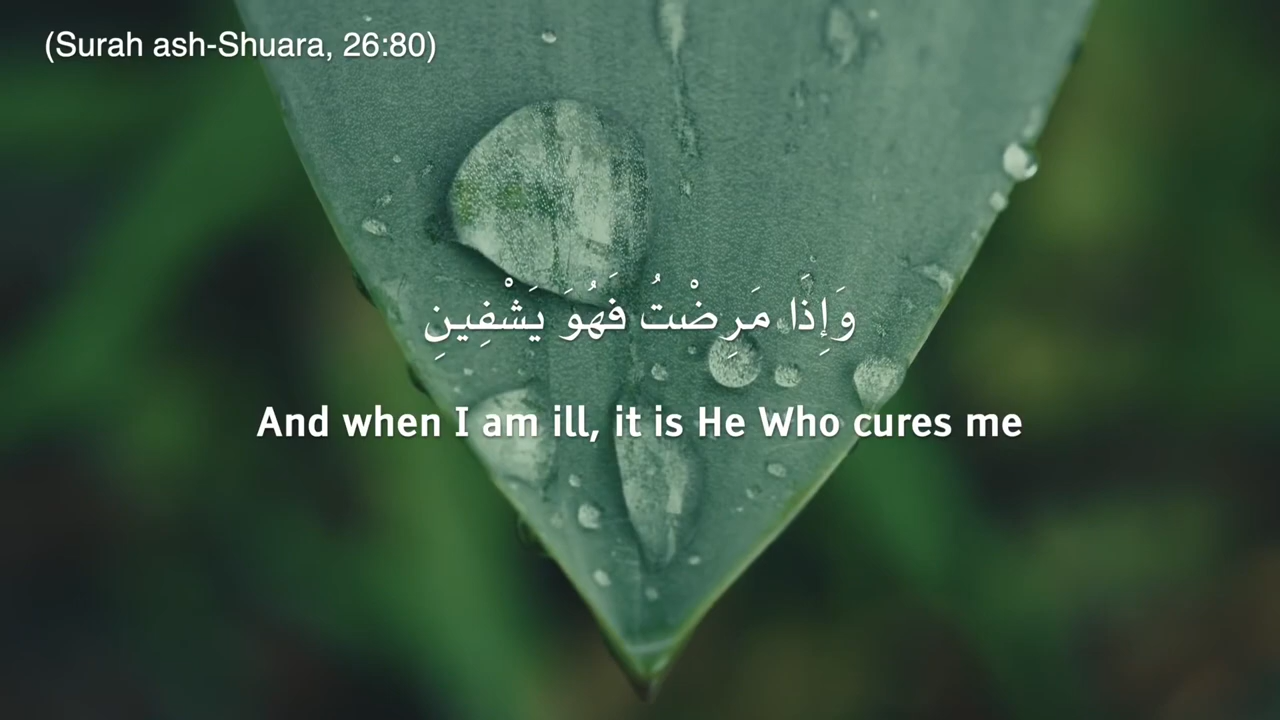 (Surah ash-Shuara, 26:80)
وَإِذَا مَرِضْتُ فَهُوَ يَشْفِينِ
And when I am ill, it is He Who cures me